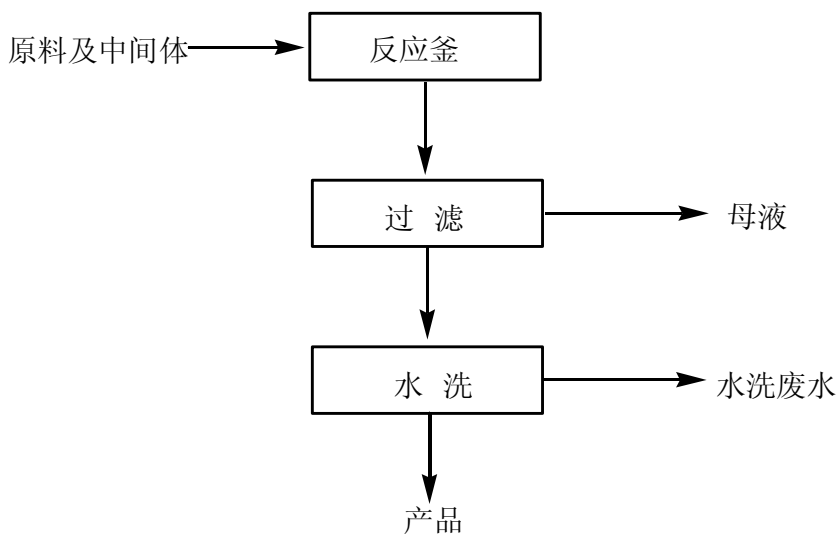 原料及中间体
反应釜
过 滤
母液
水 洗
水洗废水
产品